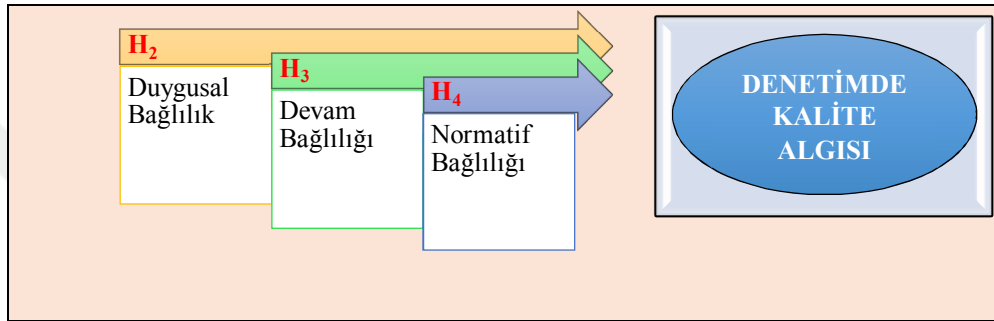 H2
Duygusal
Bağlılık
H3
Devam
Bağlılığı
H4
Normatif
Bağlılığı
DENETİMDE
KALİTE
ALGISI